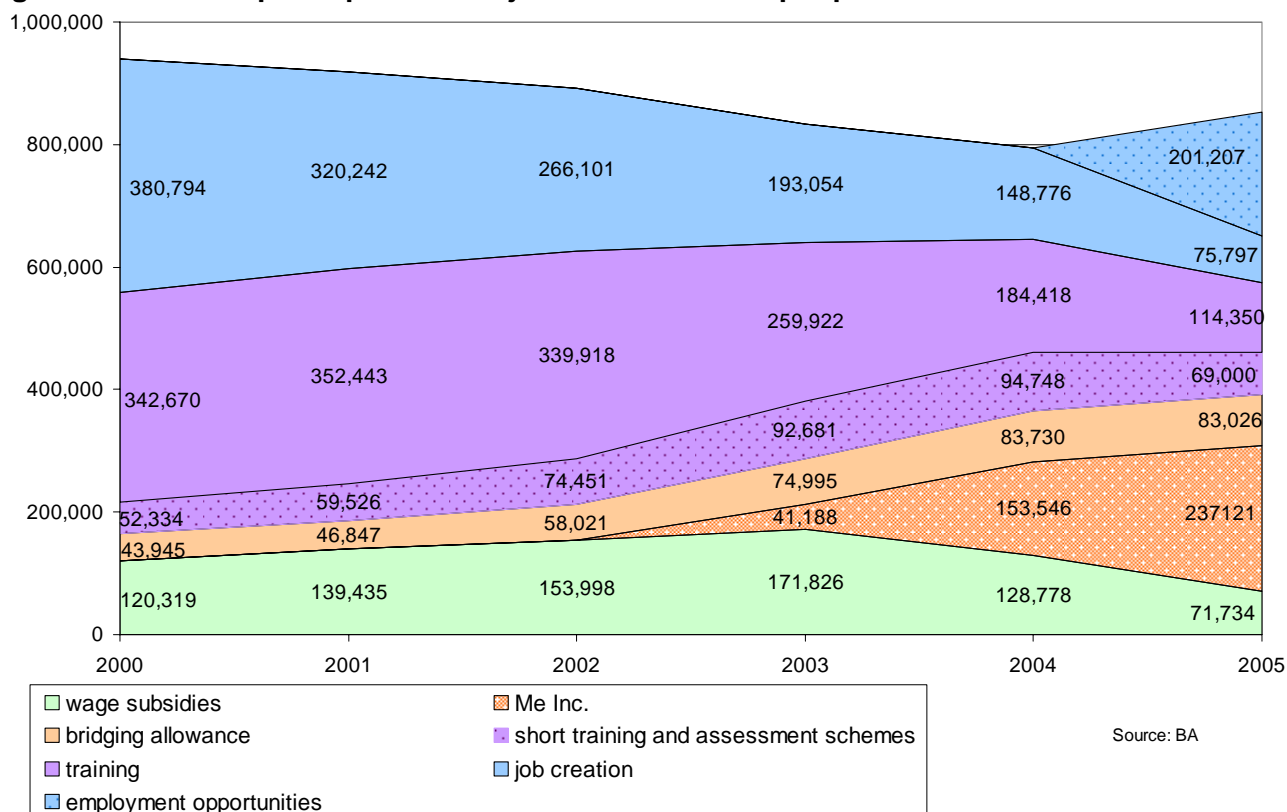 1,000,000
800,000
600,000
400,000
200,000
0
380,794 320,242 266,101 193,054 148,776 201,207
75,797
342,670 352,443 339,918 259,922 184,418 114,350
52,334 59,526 74,451 92,681 94,748 69,000
43,945 46,847 58,021 74,995 83,730 83,026
41,188 153,546 237121
120,319 139,435 153,998 171,826 128,778 71,734
2000 2001 2002 2003 2004 2005
wage subsidies Me Inc.
bridging allowance short training and assessment schemes
training job creation
employment opportunities
Source: BA